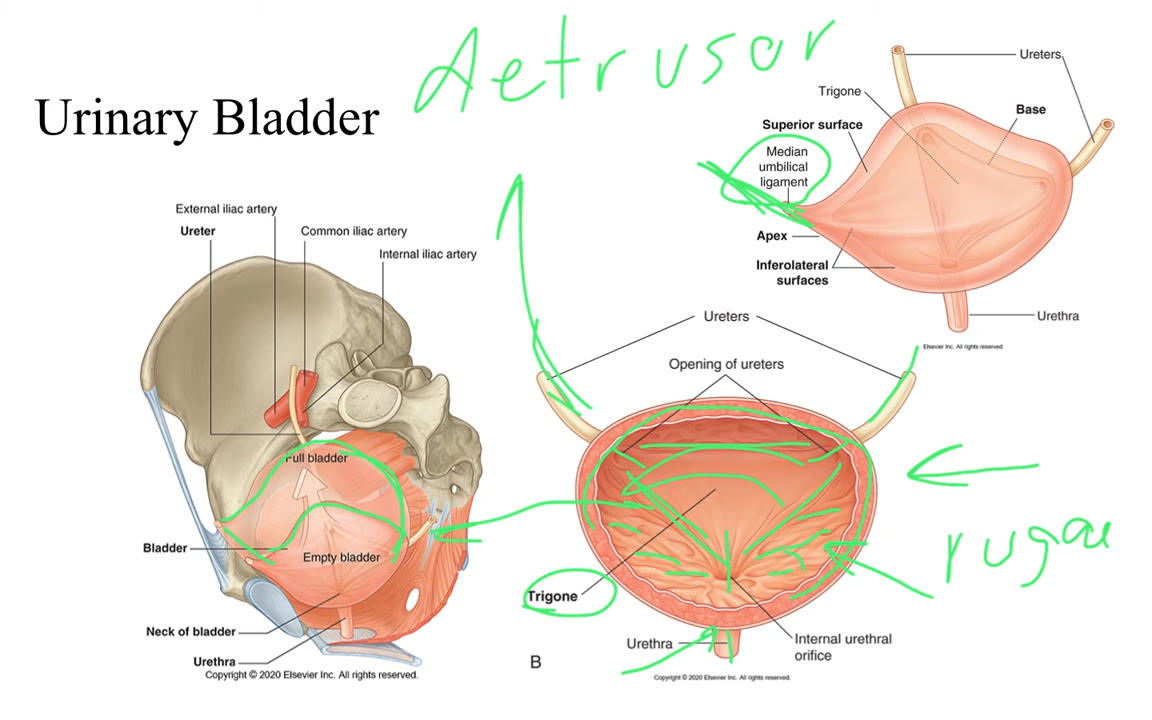 detrusor
Urinary Bladder
Ureters
Trigone
Base
Superior surface
Median
umbilical
ligament
Apex
Inferolateral
surfaces
Urethra
Elsevier Inc. All rights reserved.
External iliac artery
Ureter
Common iliac artery
Internal iliac artery
Full bladder
Bladder
Empty bladder
Neck of bladder
Urethra
Copyright © 2020 Elsevier Inc. All rights reserved.
Ureters
Opening of ureters
rugae
Trigone
Urethra
Internal urethral
orifice
B
Copyright © 2020 Elsevier Inc. All rights reserved.